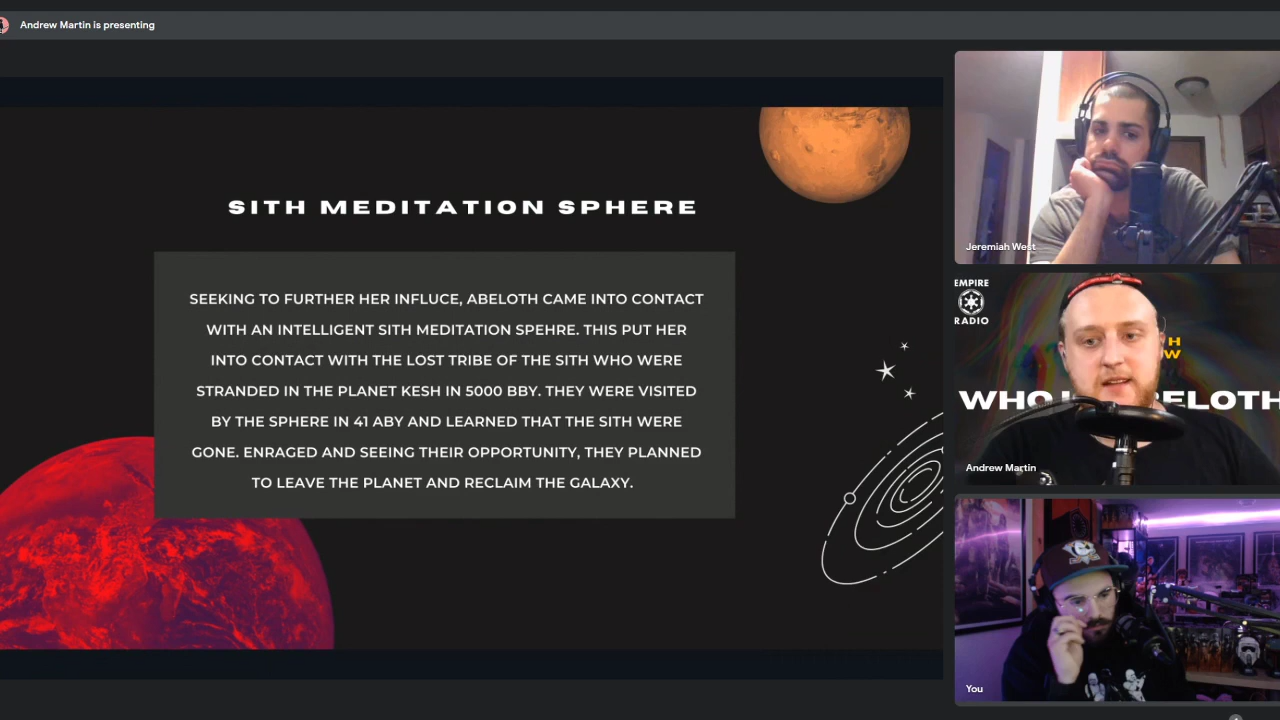 Andrew Martin is presenting
SITH MEDITATION SPHERE
SEEKING TO FURTHER HER INFLUCE, ABELOTH CAME INTO CONTACT
WITH AN INTELLIGENT SITH MEDITATION SPEHRE. THIS PUT HER
INTO CONTACT WITH THE LOST TRIBE OF THE SITH WHO WERE
STRANDED IN THE PLANET KESH IN 5000 BBY. THEY WERE VISITED
BY THE SPHERE IN 41 ABY AND LEARNED THAT THE SITH WERE
GONE. ENRAGED AND SEEING THEIR OPPORTUNITY, THEY PLANNED
TO LEAVE THE PLANET AND RECLAIM THE GALAXY.
Jeremiah West
EMPIRE
RADIO
H
W
WHO ELOTH
Andrew Martin
You